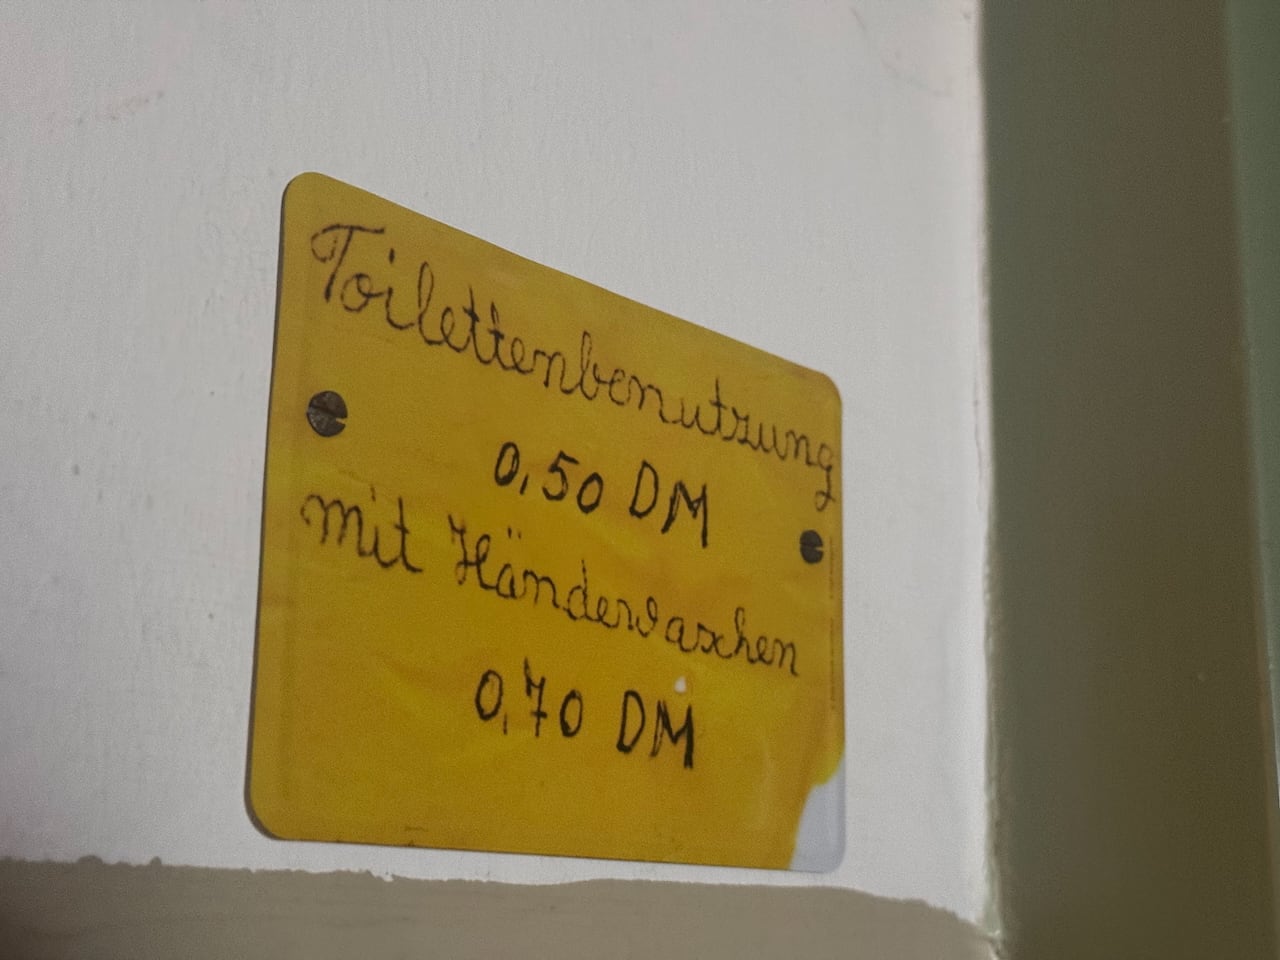 Toilettenbenutzung
0,50 DM
mit Händewaschen
0,70 DM